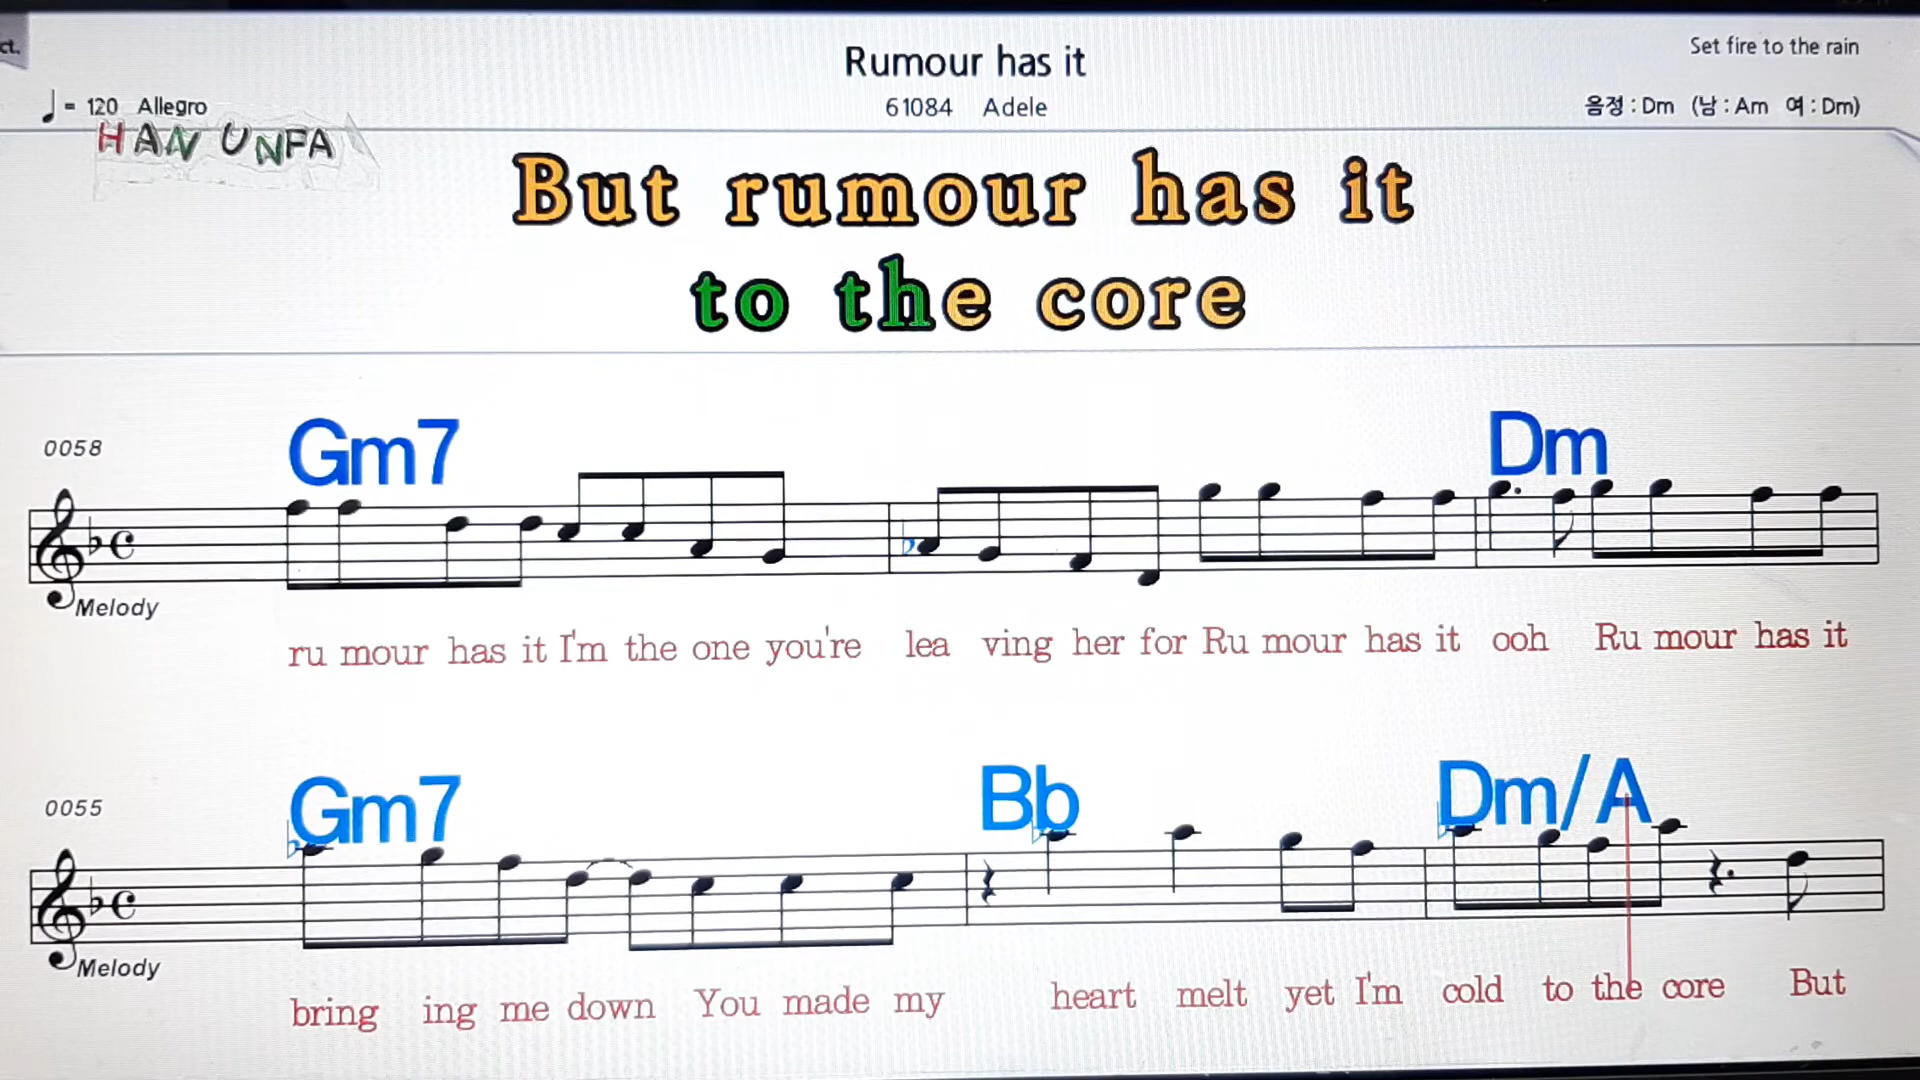 ct.
Rumour has it
Set fire to the rain
= 120 Allegro
61084 Adele
음정 : Dm (남 : Am 여 : Dm)
HAN UNFA
But rumour has it
to the core
0058
Gm7 Dm
Melody
ru mour has it I'm the one you're lea ving her for Ru mour has it ooh Ru mour has it
0055
Gm7 Bb Dm/A
Melody
bring ing me down You made my heart melt yet I'm cold to the core But